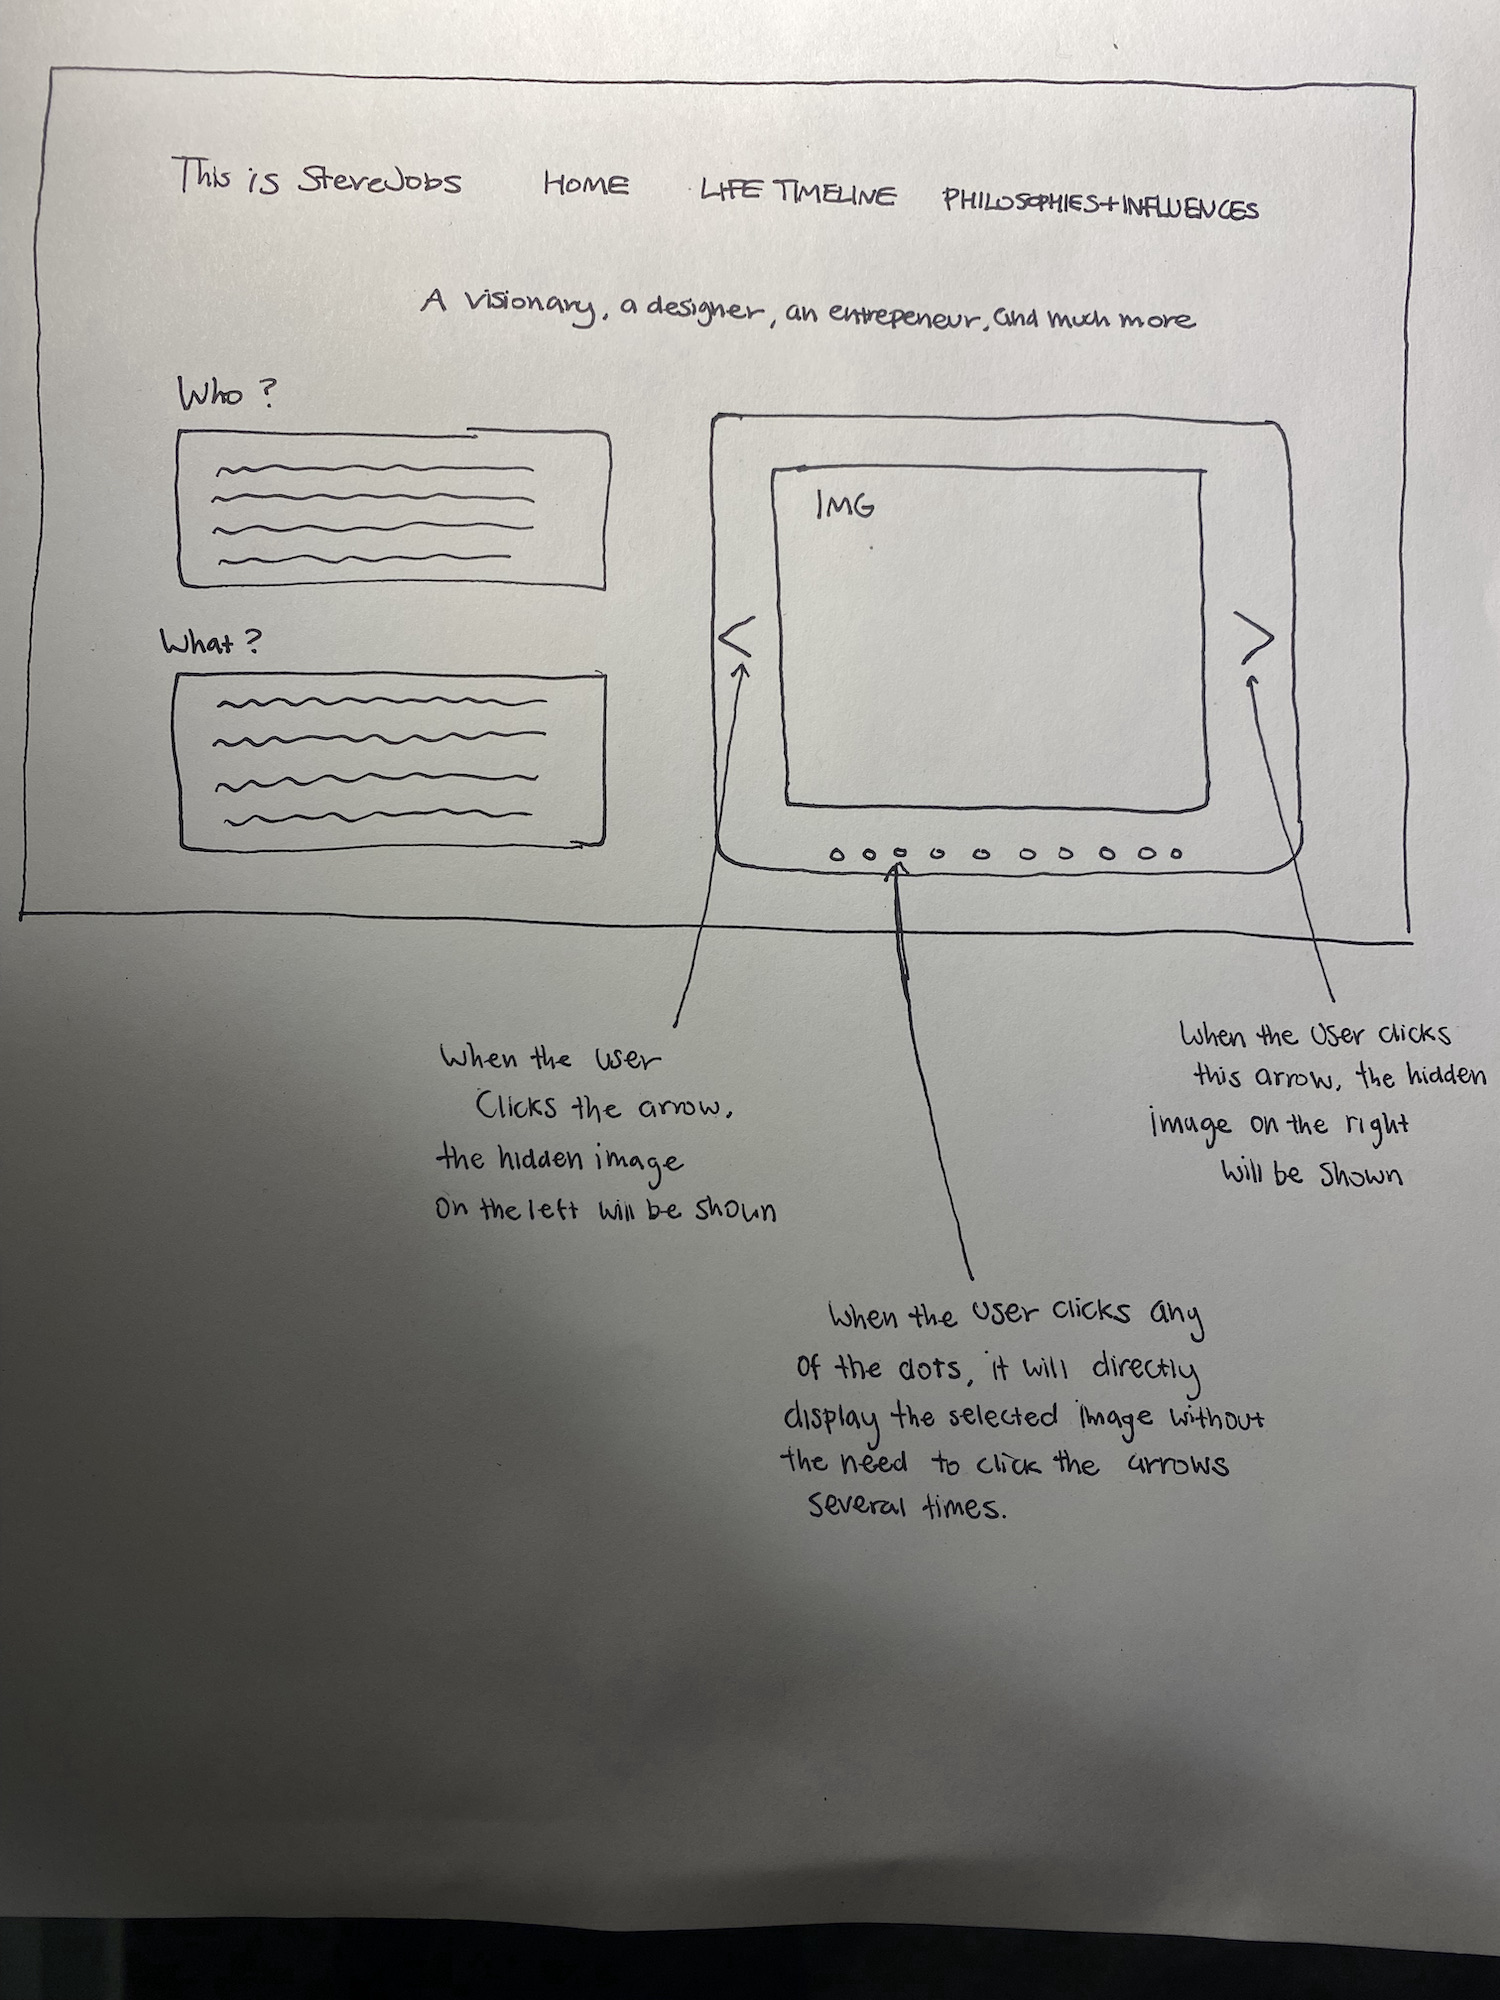 This is SteveJobs HOME LIFE TIMELINE PHILOSOPHIES+INFLUENCES
A visionary, a designer, an entrepeneur, and much more
Who ?
IMG
<
>
What ?
When the user
clicks the arrow,
the hidden image
on the left will be shown
When the user clicks
this arrow, the hidden
image on the right
will be shown
When the user clicks any
of the dots, it will directly
display the selected image without
the need to click the arrows
several times.